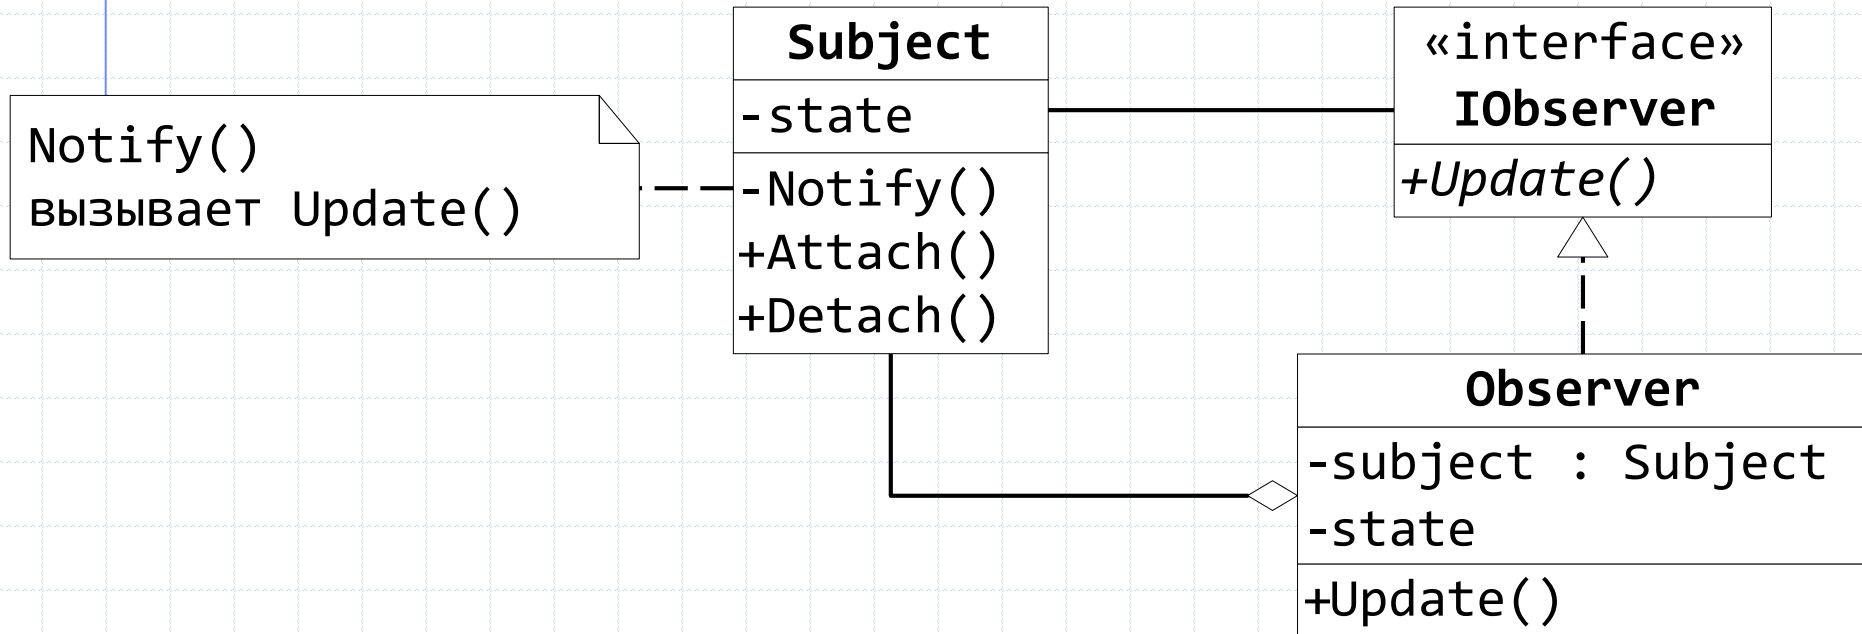 Notify()
вызывает Update()
Subject
-state
-Notify()
+Attach()
+Detach()
«interface»
IObserver
+Update()
Observer
-subject : Subject
-state
+Update()